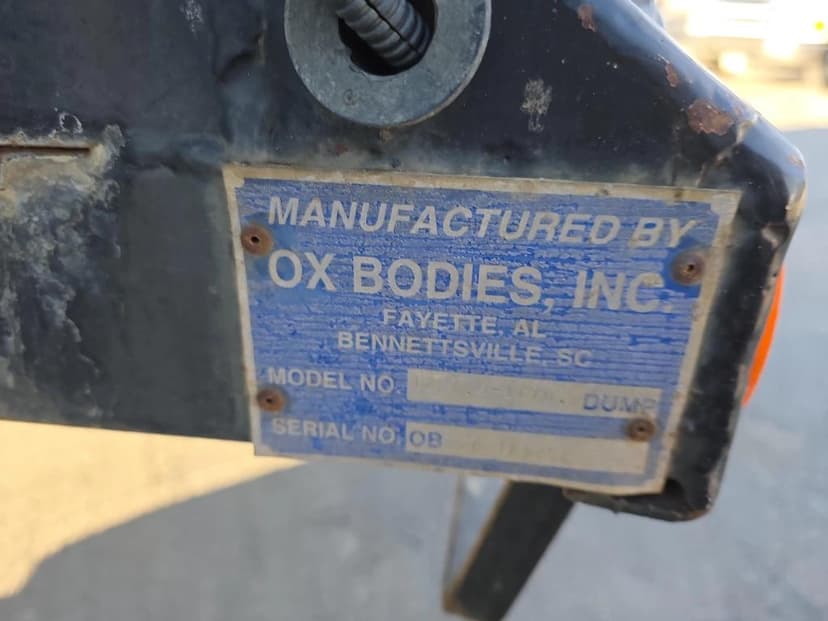 MANUFACTURED BY
OX BODIES, INC.
FAYETTE, AL
BENNETTSVILLE, SC
MODEL NO. DUMP
SERIAL NO. OB